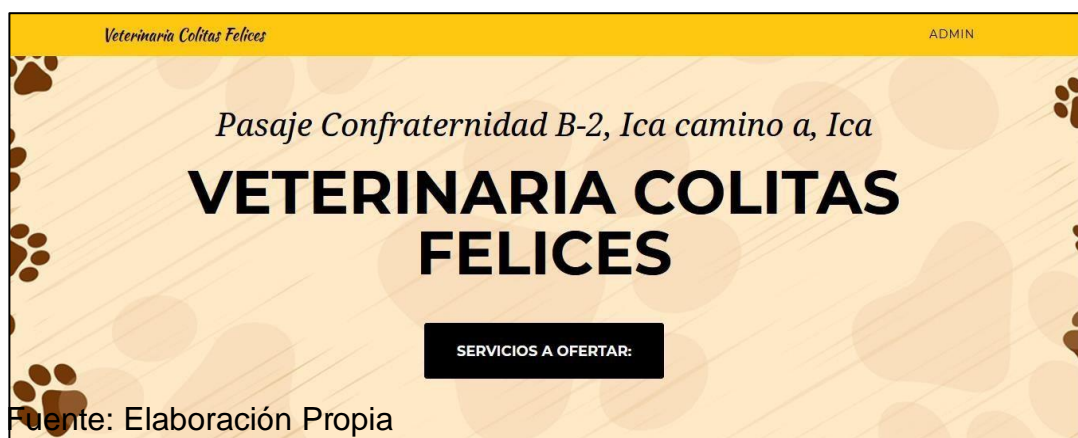 Veterinaria Colitas Felices
ADMIN
Pasaje Confraternidad B-2, Ica camino a, Ica
VETERINARIA COLITAS
FELICES
SERVICIOS A OFERTAR:
Fuente: Elaboración Propia